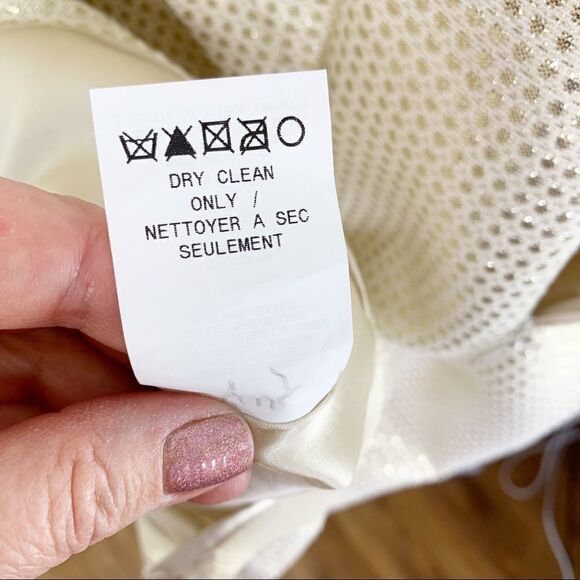 DRY CLEAN
ONLY /
NETTOYER A SEC
SEULEMENT